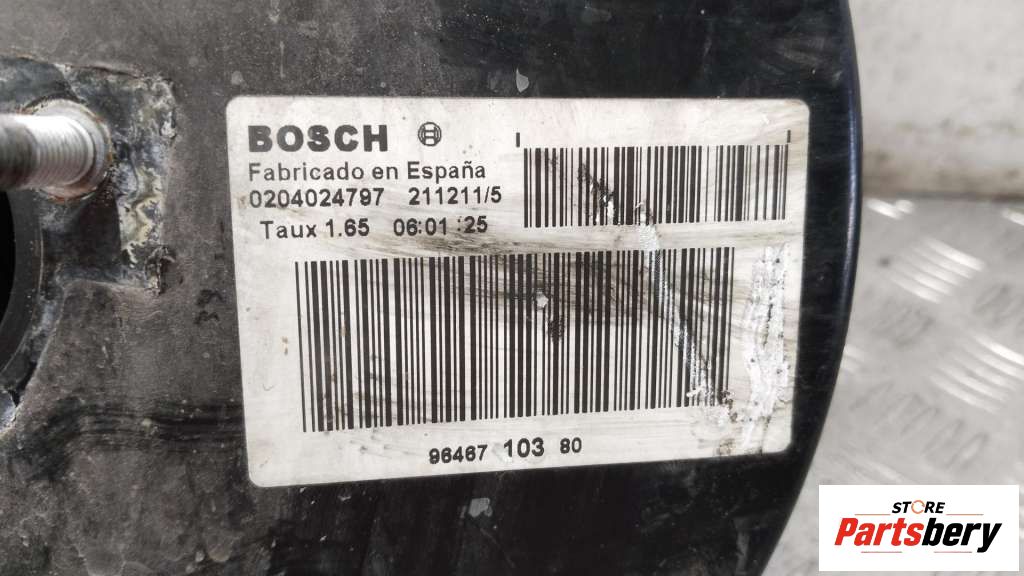 BOSCH
Fabricado en España
0204024797 211211/5
Taux 1.65 06:01:25
96467 103 80
STORE
Partsbery